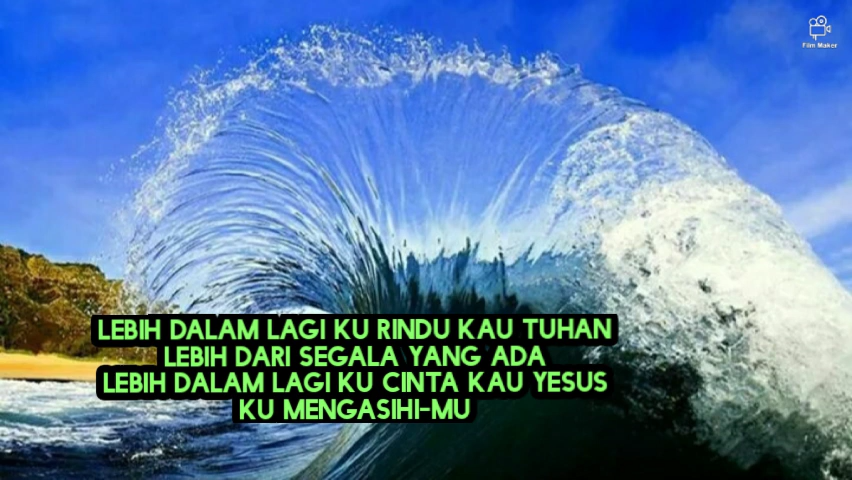 Film Maker
LEBIH DALAM LAGI KU RINDU KAU TUHAN
LEBIH DARI SEGALA YANG ADA
LEBIH DALAM LAGI KU CINTA KAU YESUS
KU MENGASIHI-MU